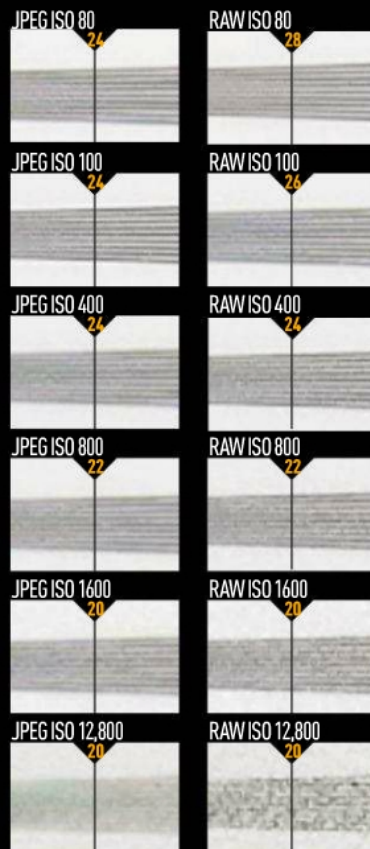 JPEG ISO 80
24
RAW ISO 80
28
JPEG ISO 100
24
RAW ISO 100
26
JPEG ISO 400
24
RAW ISO 400
24
JPEG ISO 800
22
RAW ISO 800
22
JPEG ISO 1600
20
RAW ISO 1600
20
JPEG ISO 12,800
20
RAW ISO 12,800
20